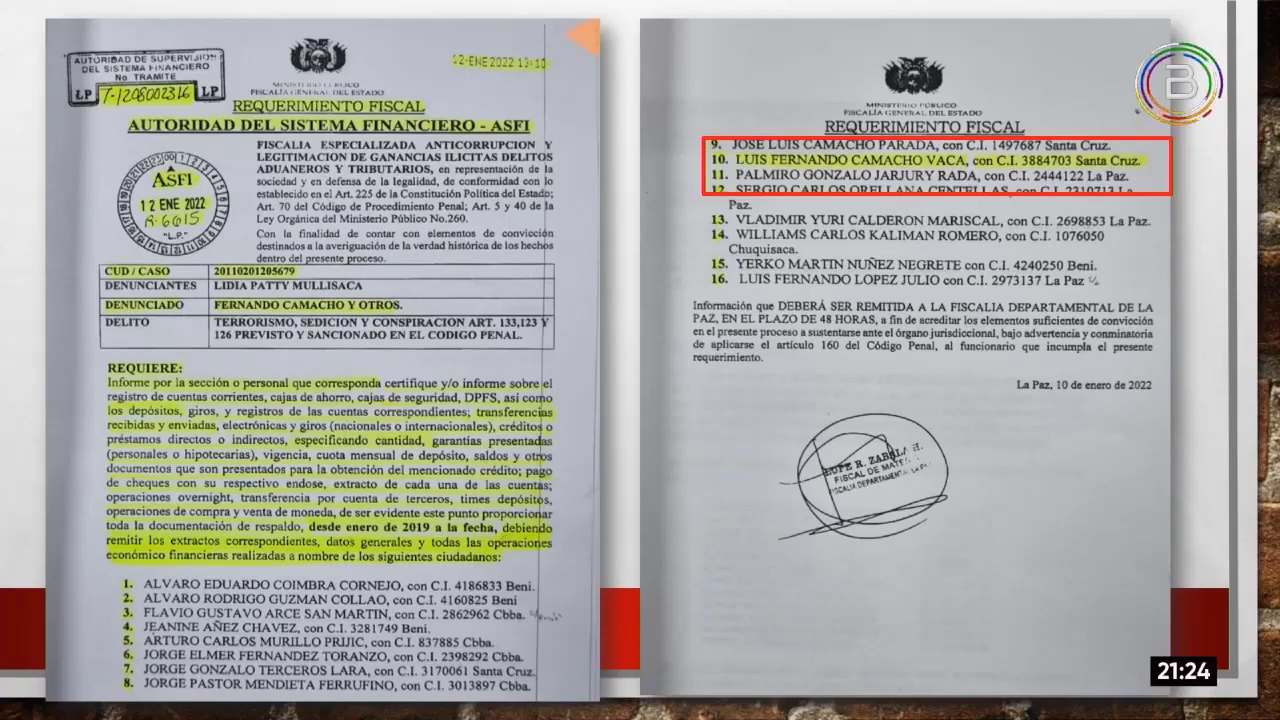 AUTORIDAD DE SUPERVISION
DEL SISTEMA FINANCIERO
No TRAMITE
LP T-1208002316 LP
MINISTERIO PÚBLICO
FISCALÍA GENERAL DEL ESTADO
12 ENE 2022 13:10
REQUERIMIENTO FISCAL
AUTORIDAD DEL SISTEMA FINANCIERO - ASFI
ASFI
12 ENE 2022
R-6615
"L.P."
FISCALIA ESPECIALIZADA ANTICORRUPCION Y
LEGITIMACION DE GANANCIAS ILICITAS DELITOS
ADUANEROS Y TRIBUTARIOS, en representación de la
sociedad y en defensa de la legalidad, de conformidad con lo
establecido en el Art. 225 de la Constitución Política del Estado;
Art. 70 del Código de Procedimiento Penal; Art. 5 y 40 de la
Ley Orgánica del Ministerio Público No.260.
Con la finalidad de contar con elementos de convicción
destinados a la averiguación de la verdad histórica de los hechos
dentro del presente proceso.
CUD / CASO 20110201205679
DENUNCIANTES LIDIA PATTY MULLISACA
DENUNCIADO FERNANDO CAMACHO Y OTROS.
DELITO TERRORISMO, SEDICION Y CONSPIRACION ART. 133,123 Y
126 PREVISTO Y SANCIONADO EN EL CODIGO PENAL.
REQUIERE:
Informe por la sección o personal que corresponda certifique y/o informe sobre el
registro de cuentas corrientes, cajas de ahorro, cajas de seguridad, DPFS, así como
los depósitos, giros, y registros de las cuentas correspondientes; transferencias
recibidas y enviadas, electrónicas y giros (nacionales o internacionales), créditos o
préstamos directos o indirectos, especificando cantidad, garantías presentadas
(personales o hipotecarias), vigencia, cuota mensual de depósito, saldos y otros
documentos que son presentados para la obtención del mencionado crédito; pago
de cheques con su respectivo endose, extracto de cada una de las cuentas;
operaciones overnight, transferencia por cuenta de terceros, times depósitos,
operaciones de compra y venta de moneda, de ser evidente este punto proporcionar
toda la documentación de respaldo, desde enero de 2019 a la fecha, debiendo
remitir los extractos correspondientes, datos generales y todas las operaciones
económico financieras realizadas a nombre de los siguientes ciudadanos:
1. ALVARO EDUARDO COIMBRA CORNEJO, con C.I. 4186833 Beni.
2. ALVARO RODRIGO GUZMAN COLLAO, con C.I. 4160825 Beni
3. FLAVIO GUSTAVO ARCE SAN MARTIN, con C.I. 2862962 Cbba.
4. JEANINE AÑEZ CHAVEZ, con C.I. 3281749 Beni.
5. ARTURO CARLOS MURILLO PRIJIC, con C.I. 837885 Cbba.
6. JORGE ELMER FERNANDEZ TORANZO, con C.I. 2398292 Cbba.
7. JORGE GONZALO TERCEROS LARA, con C.I. 3170061 Santa Cruz.
8. JORGE PASTOR MENDIETA FERRUFINO, con C.I. 3013897 Cbba.
MINISTERIO PÚBLICO
FISCALÍA GENERAL DEL ESTADO
REQUERIMIENTO FISCAL
9. JOSE LUIS CAMACHO PARADA, con C.I. 1497687 Santa Cruz.
10. LUIS FERNANDO CAMACHO VACA, con C.I. 3884703 Santa Cruz.
11. PALMIRO GONZALO JARJURY RADA, con C.I. 2444122 La Paz.
12. SERGIO CARLOS ORELLANA CENTELLAS, con C.I. 2310713 La
Paz.
13. VLADIMIR YURI CALDERON MARISCAL, con C.I. 2698853 La Paz.
14. WILLIAMS CARLOS KALIMAN ROMERO, con C.I. 1076050
Chuquisaca.
15. YERKO MARTIN NUÑEZ NEGRETE con C.I. 4240250 Beni.
16. LUIS FERNANDO LOPEZ JULIO con C.I. 2973137 La Paz
Información que DEBERÁ SER REMITIDA A LA FISCALIA DEPARTAMENTAL DE LA
PAZ, EN EL PLAZO DE 48 HORAS, a fin de acreditar los elementos suficientes de convicción
en el presente proceso a sustentarse ante el órgano jurisdiccional, bajo advertencia y conminatoria
de aplicarse el artículo 160 del Código Penal, al funcionario que incumpla el presente
requerimiento.
La Paz, 10 de enero de 2022
LUPE R. ZABALA H.
FISCAL DE MATERIA
FISCALIA DEPARTAMENTAL La Paz
B
21:24